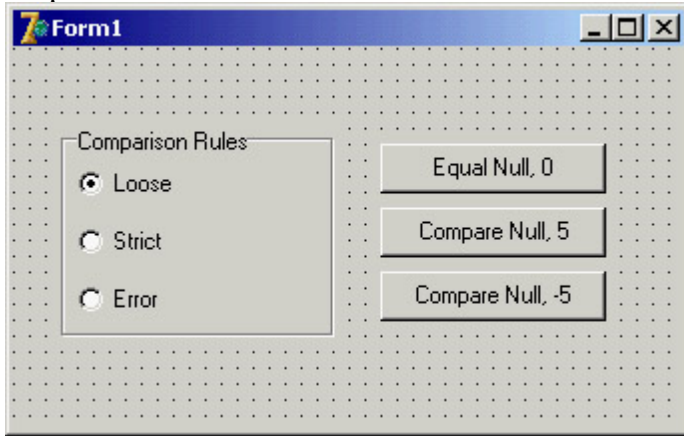 Form1
Comparison Rules
Loose
Strict
Error
Equal Null, 0
Compare Null, 5
Compare Null, -5